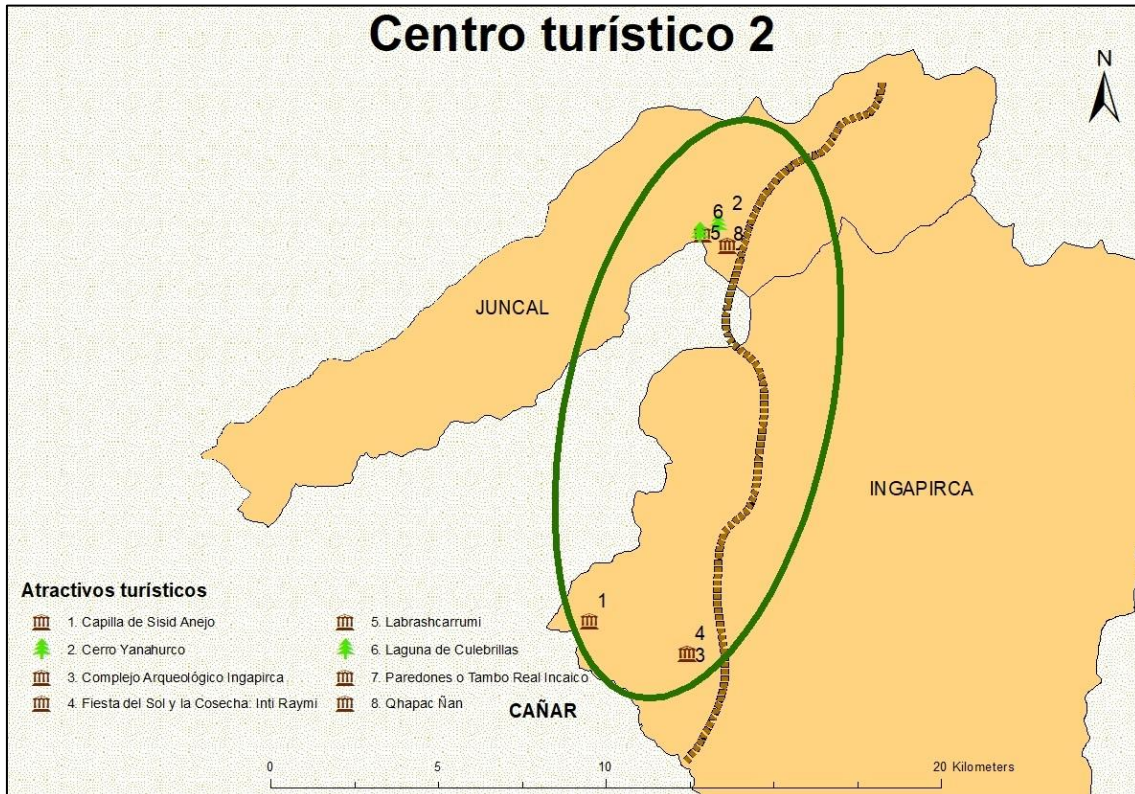 Centro turístico 2
N
2
6
5
8
JUNCAL
INGAPIRCA
1
4
3
Atractivos turísticos
1. Capilla de Sisid Anejo
2. Cerro Yanahurco
3. Complejo Arqueológico Ingapirca
4. Fiesta del Sol y la Cosecha: Inti Raymi
5. Labrashcarrumi
6. Laguna de Culebrillas
7. Paredones o Tambo Real Incaico
8. Qhapac Ñan
CAÑAR
0 10 20 Kilometers